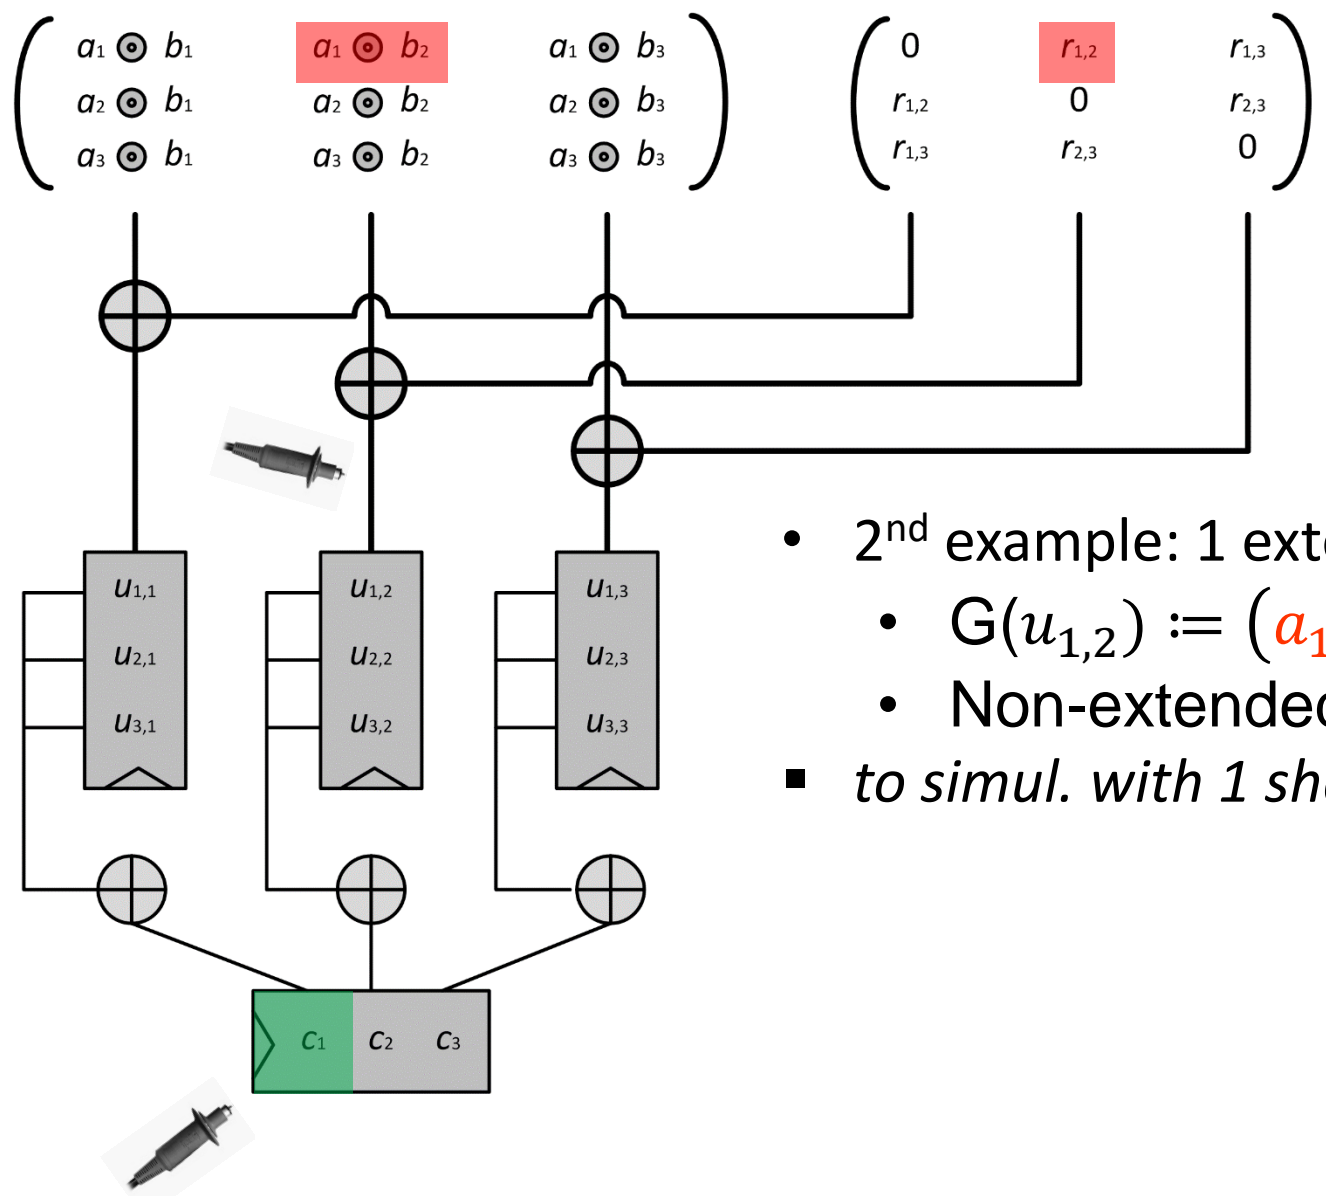 a1 ⊙ b1 a1 ⊙ b2 a1 ⊙ b3 0 r1,2 r1,3
a2 ⊙ b1 a2 ⊙ b2 a2 ⊙ b3 r1,2 0 r2,3
a3 ⊙ b1 a3 ⊙ b2 a3 ⊙ b3 r1,3 r2,3 0
u1,1 u1,2 u1,3
u2,1 u2,2 u2,3
u3,1 u3,2 u3,3
• 2nd example: 1
• G(u1,2) ≔ (a1
• Non-extended
▪ to simul. with 1
c1 c2 c3